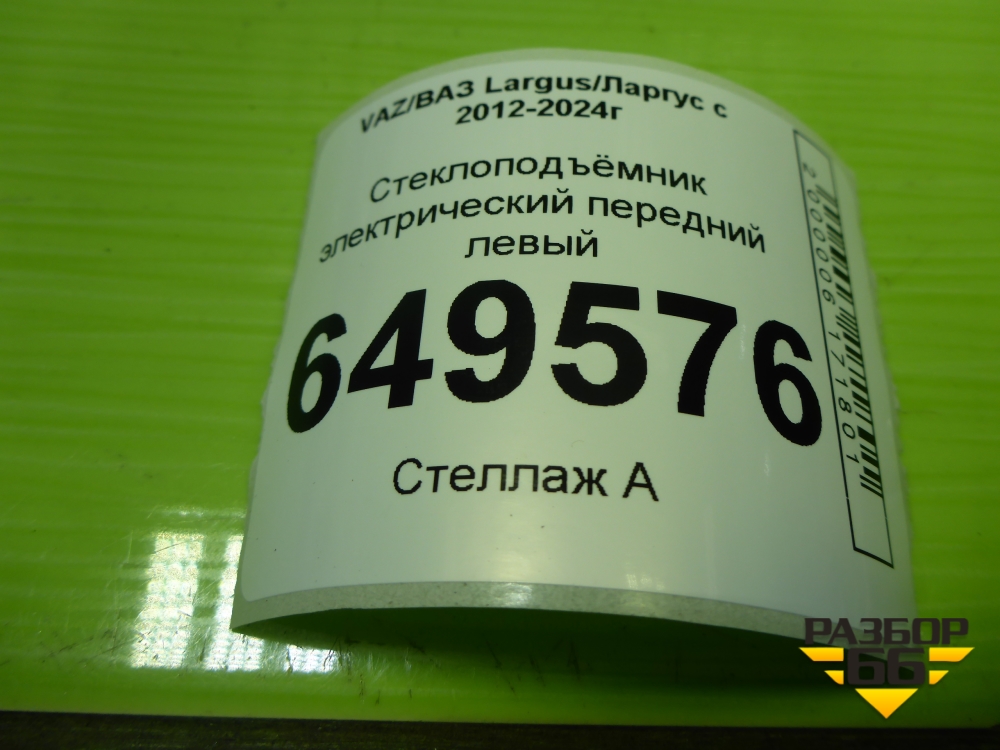 VAZ/ВАЗ Largus/Ларгус с
2012-2024г
Стеклоподъёмник
электрический передний
левый
649576
Стеллаж А
2000006171801
РАЗБОР
66